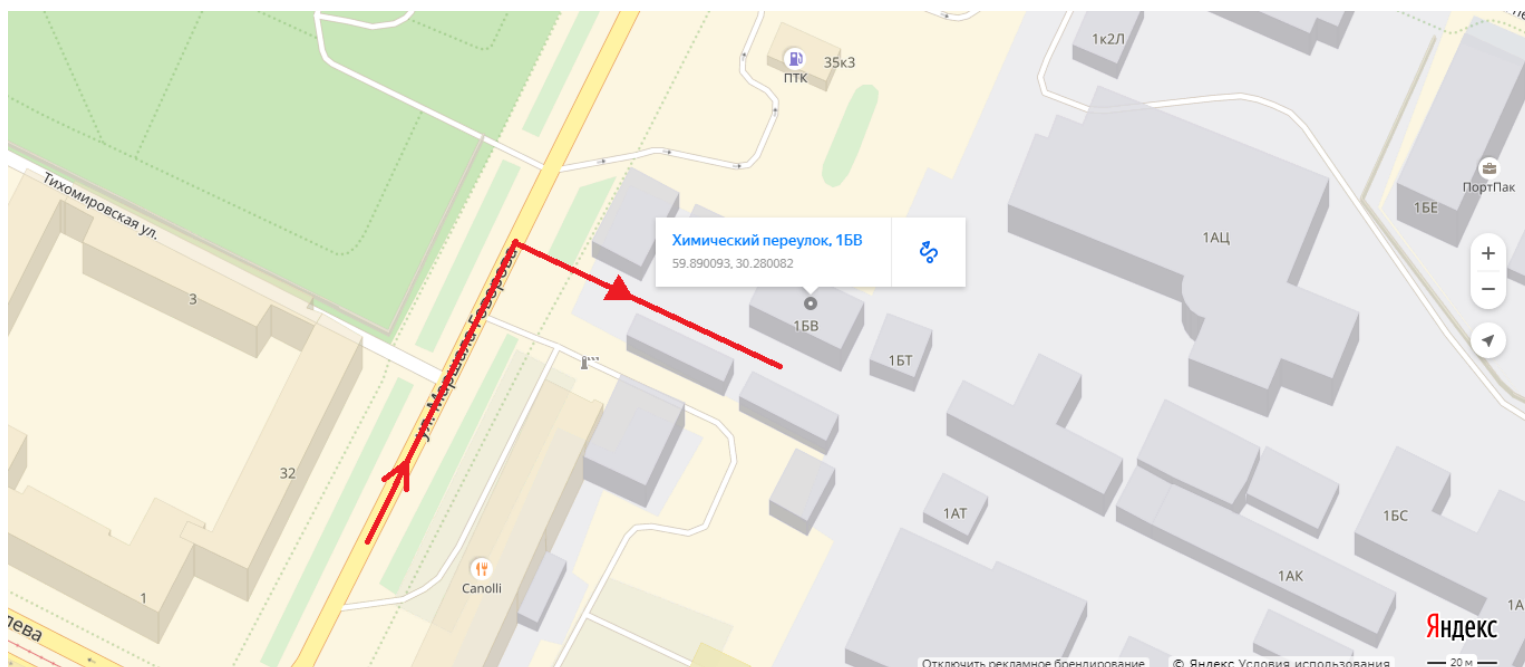 1к2Л
35к3
ПТК
Тихомировская ул.
ПортПак
1БЕ
Химический переулок, 1БВ
59.890093, 30.280082
1АЦ
ул. Маршала Говорова
3
1БВ
1БТ
32
1АТ
1БС
Canolli
1АК
1
1А
лева
Яндекс
Отключить рекламное брендирование
© Яндекс Условия использования
20 м